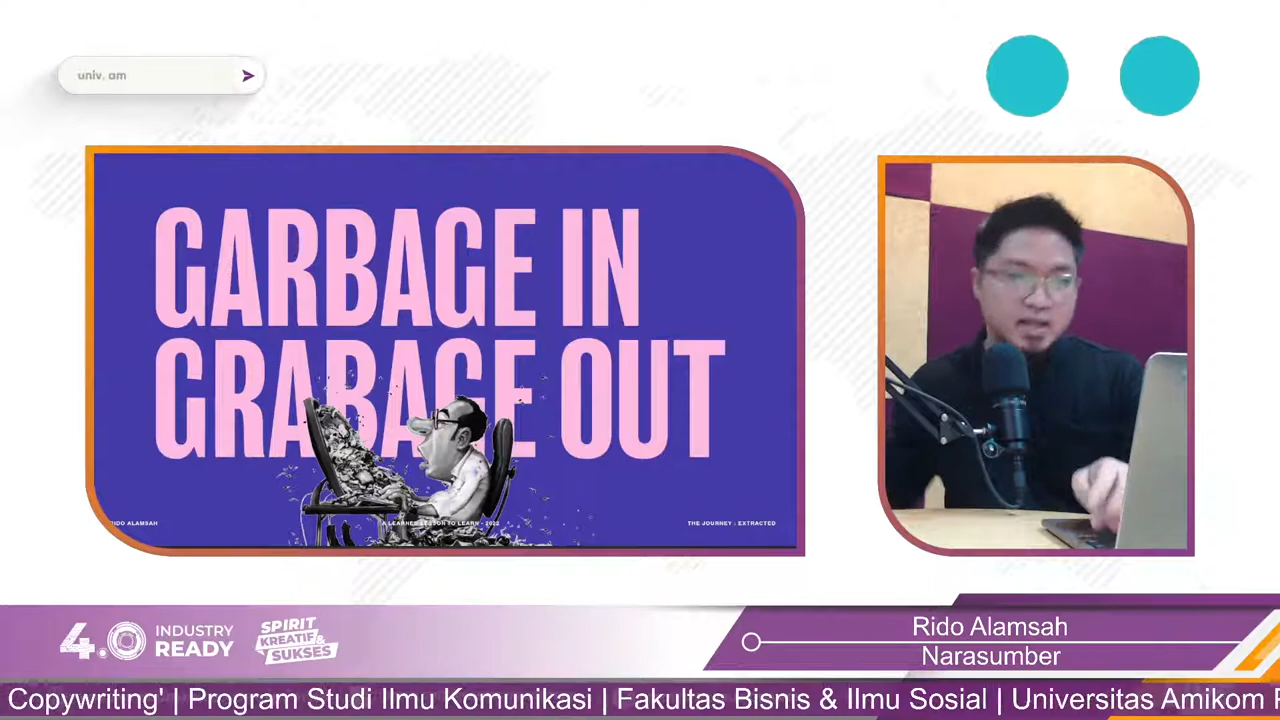 univ. am
GARBAGE IN
GRABAGE OUT
RIDO ALAMSAH
A LEARNED LESSON TO LEARN - 2022
THE JOURNEY : EXTRACTED
4.0 INDUSTRY READY
SPIRIT KREATIF & SUKSES
Rido Alamsah
Narasumber
Copywriting' | Program Studi Ilmu Komunikasi | Fakultas Bisnis & Ilmu Sosial | Universitas Amikom